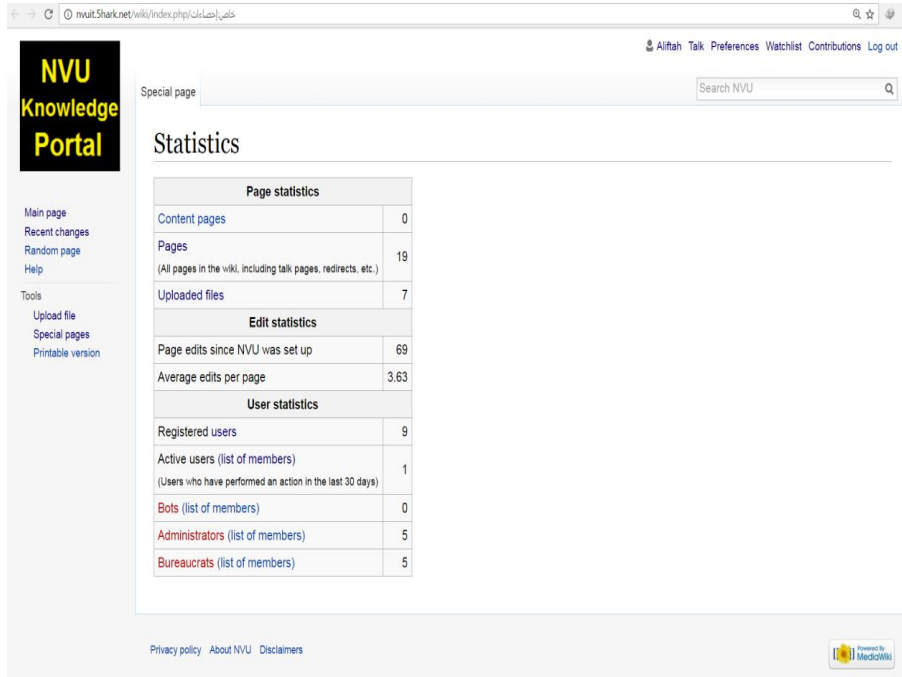 nvuit.5hark.net/wiki/index.php/خاص:إحصاءات
NVU
Knowledge
Portal
Aliftah Talk Preferences Watchlist Contributions Log out
Special page
Search NVU
Statistics
Page statistics
Content pages 0
Pages
(All pages in the wiki, including talk pages, redirects, etc.) 19
Uploaded files 7
Edit statistics
Page edits since NVU was set up 69
Average edits per page 3.63
User statistics
Registered users 9
Active users (list of members)
(Users who have performed an action in the last 30 days) 1
Bots (list of members) 0
Administrators (list of members) 5
Bureaucrats (list of members) 5
Main page
Recent changes
Random page
Help
Tools
Upload file
Special pages
Printable version
Privacy policy About NVU Disclaimers
Powered By
MediaWiki